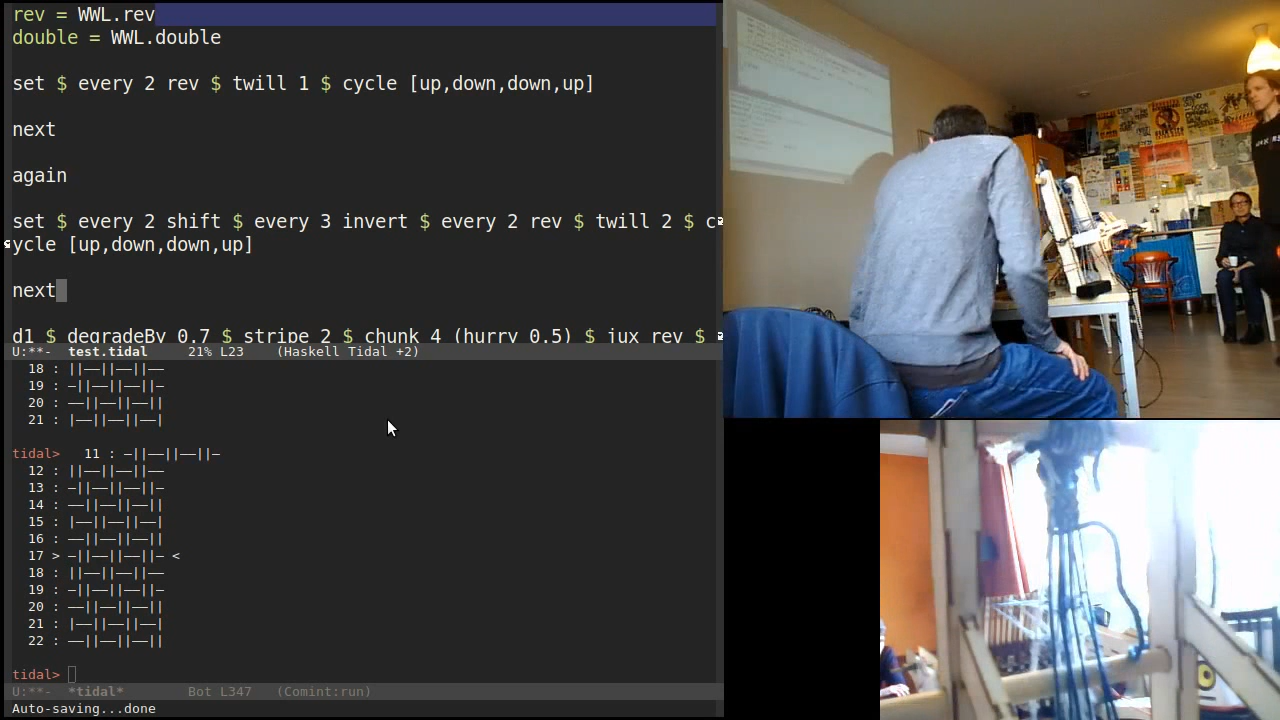 rev = WWL.rev
double = WWL.double
set $ every 2 rev $ twill 1 $ cycle [up,down,down,up]
next
again
set $ every 2 shift $ every 3 invert $ every 2 rev $ twill 2 $ c
ycle [up,down,down,up]
next
d1 $ degradeBy 0.7 $ stripe 2 $ chunk 4 (hurry 0.5) $ jux rev $
U:**-  test.tidal     21% L23    (Haskell Tidal +2)
18 : ||——||——||——
19 : —||——||——||—
20 : ——||——||——||
21 : |——||——||——|
tidal>   11 : —||——||——||—
12 : ||——||——||——
13 : —||——||——||—
14 : ——||——||——||
15 : |——||——||——|
16 : ——||——||——||
17 > —||——||——||— <
18 : ||——||——||——
19 : —||——||——||—
20 : ——||——||——||
21 : |——||——||——|
22 : ——||——||——||
tidal>
U:**-  *tidal*        Bot L347   (Comint:run)
Auto-saving...done